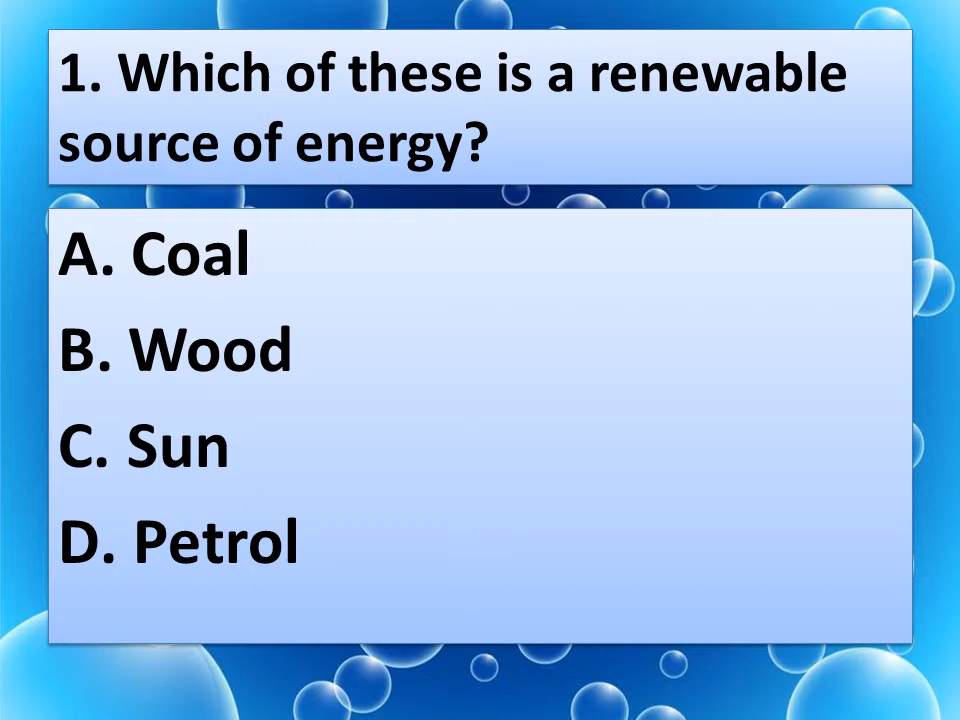 1. Which of these is a renewable
source of energy?
A. Coal
B. Wood
C. Sun
D. Petrol